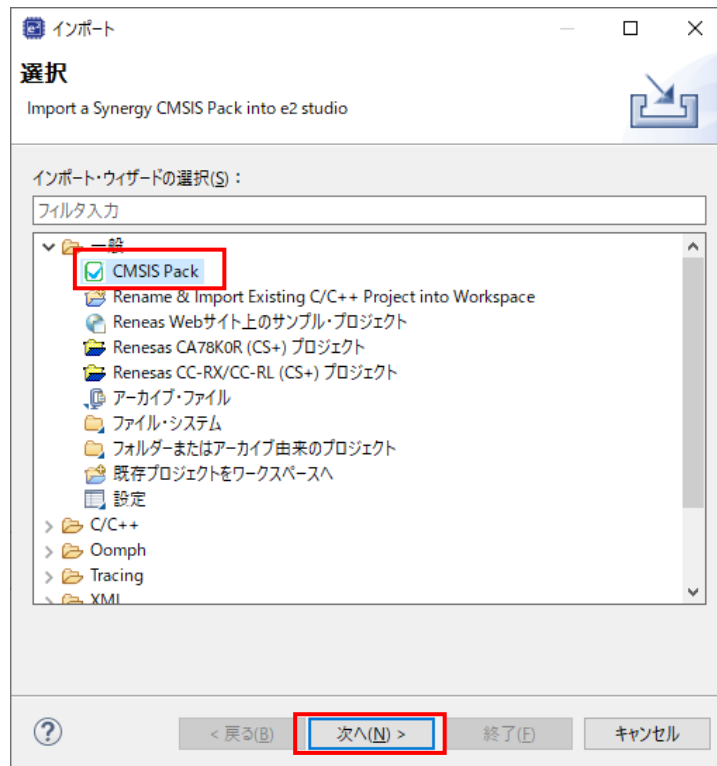 インポート
選択
Import a Synergy CMSIS Pack into e2 studio
インポート・ウィザードの選択(S)：
フィルタ入力
一般
CMSIS Pack
Rename & Import Existing C/C++ Project into Workspace
Reneas Webサイト上のサンプル・プロジェクト
Renesas CA78K0R (CS+) プロジェクト
Renesas CC-RX/CC-RL (CS+) プロジェクト
アーカイブ・ファイル
ファイル・システム
フォルダーまたはアーカイブ由来のプロジェクト
既存プロジェクトをワークスペースへ
設定
C/C++
Oomph
Tracing
XML
< 戻る(B) 次へ(N) > 終了(F) キャンセル